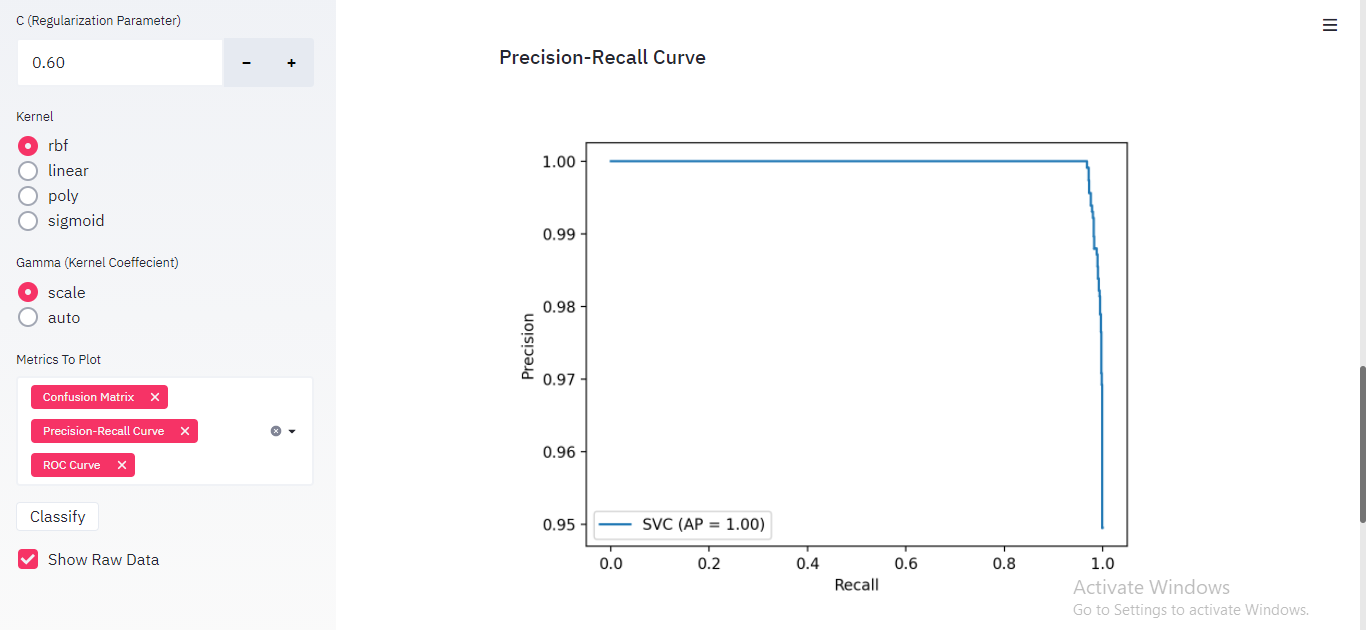 C (Regularization Parameter)
0.60
- +
Kernel
rbf
linear
poly
sigmoid
Gamma (Kernel Coeffecient)
scale
auto
Metrics To Plot
Confusion Matrix ×
Precision-Recall Curve ×
ROC Curve ×
Classify
Show Raw Data
Precision-Recall Curve
Precision
1.00
0.99
0.98
0.97
0.96
0.95
SVC (AP = 1.00)
0.0 0.2 0.4 0.6 0.8 1.0
Recall
Activate Windows
Go to Settings to activate Windows.